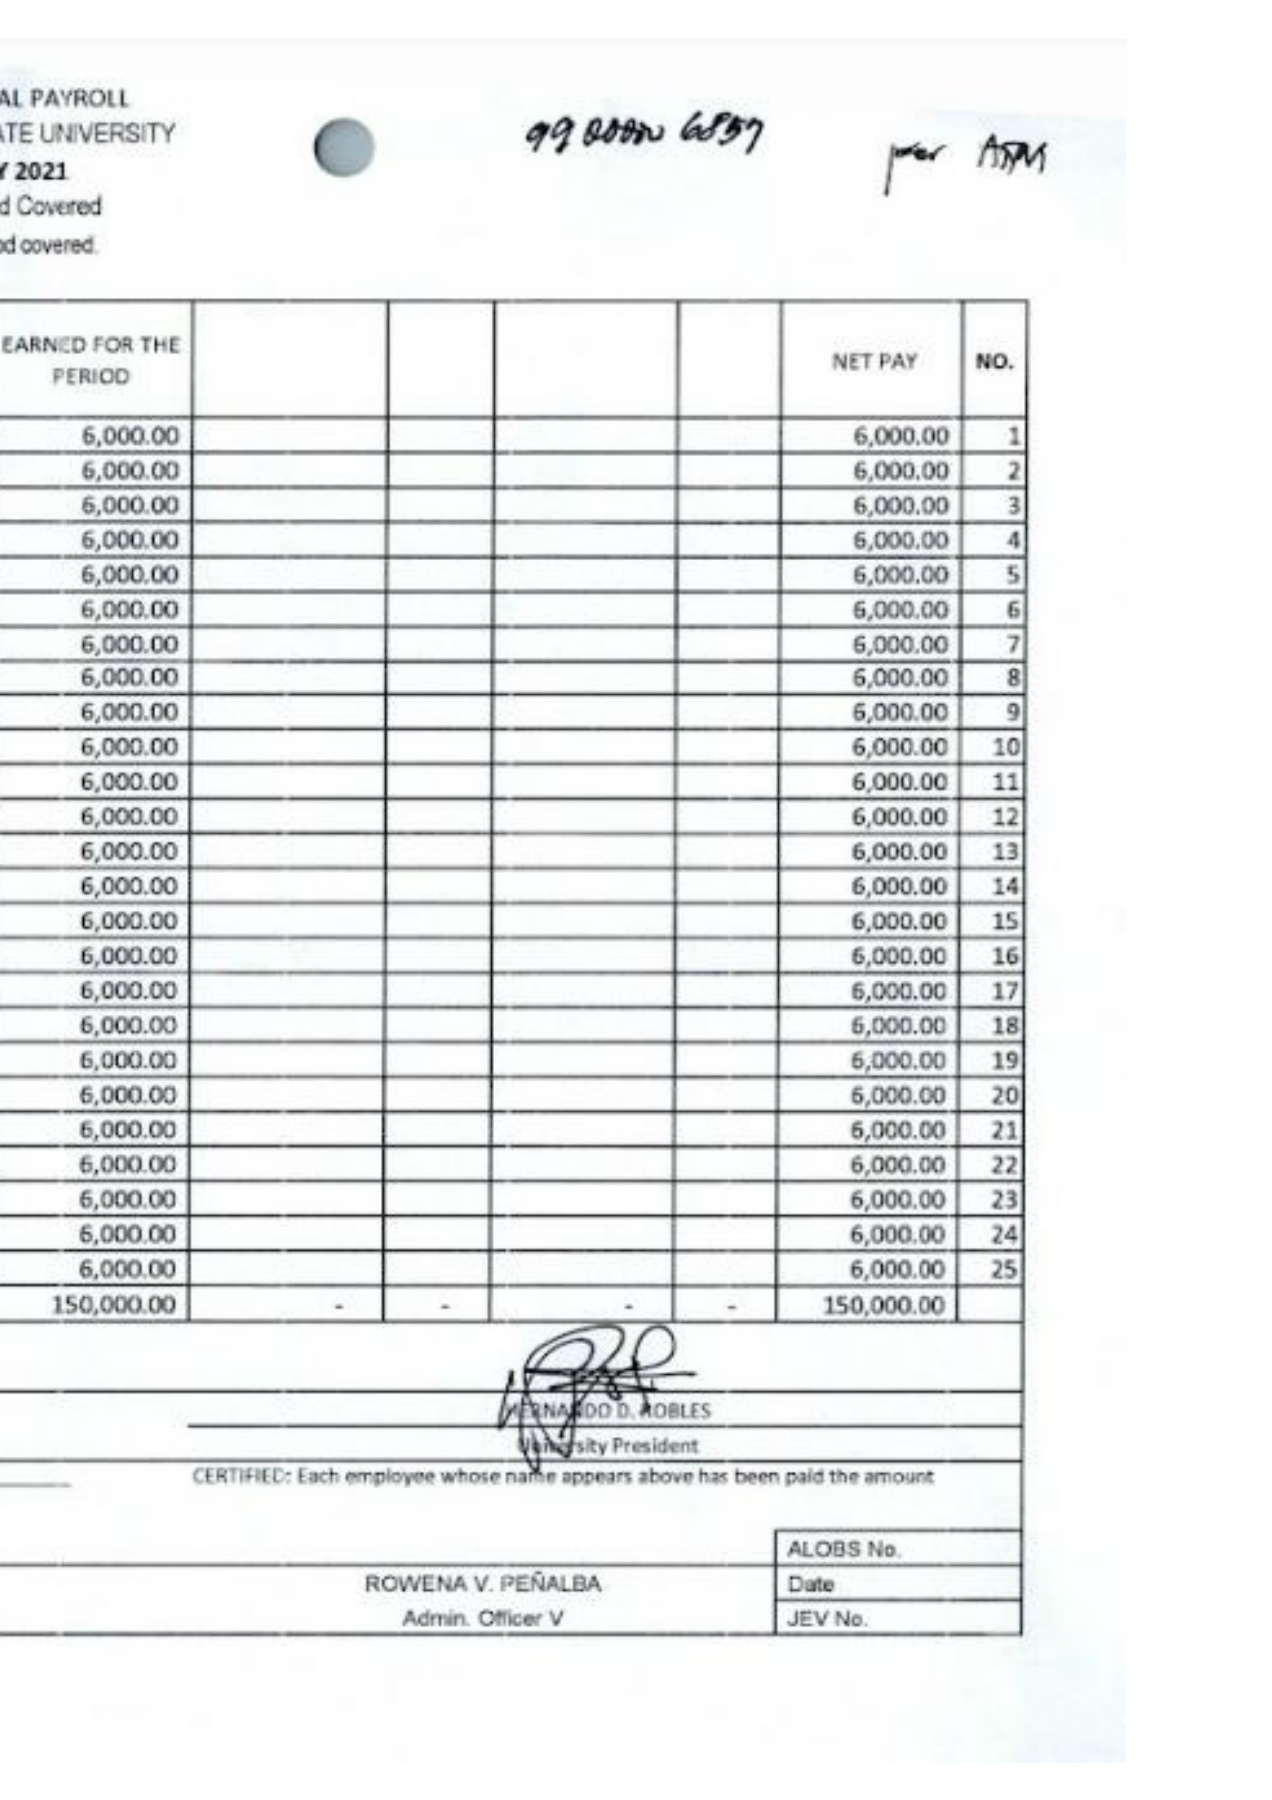 AL PAYROLL
ATE UNIVERSITY
Y 2021
d Covered
od covered.
6857
per ATM
EARNED FOR THE PERIOD NET PAY NO.
6,000.00 6,000.00 1
6,000.00 6,000.00 2
6,000.00 6,000.00 3
6,000.00 6,000.00 4
6,000.00 6,000.00 5
6,000.00 6,000.00 6
6,000.00 6,000.00 7
6,000.00 6,000.00 8
6,000.00 6,000.00 9
6,000.00 6,000.00 10
6,000.00 6,000.00 11
6,000.00 6,000.00 12
6,000.00 6,000.00 13
6,000.00 6,000.00 14
6,000.00 6,000.00 15
6,000.00 6,000.00 16
6,000.00 6,000.00 17
6,000.00 6,000.00 18
6,000.00 6,000.00 19
6,000.00 6,000.00 20
6,000.00 6,000.00 21
6,000.00 6,000.00 22
6,000.00 6,000.00 23
6,000.00 6,000.00 24
6,000.00 6,000.00 25
150,000.00 - - - - 150,000.00
D. ROBLES
University President
CERTIFIED: Each employee whose name appears above has been paid the amount
ALOBS No.
ROWENA V. PEÑALBA Date
Admin. Officer V JEV No.